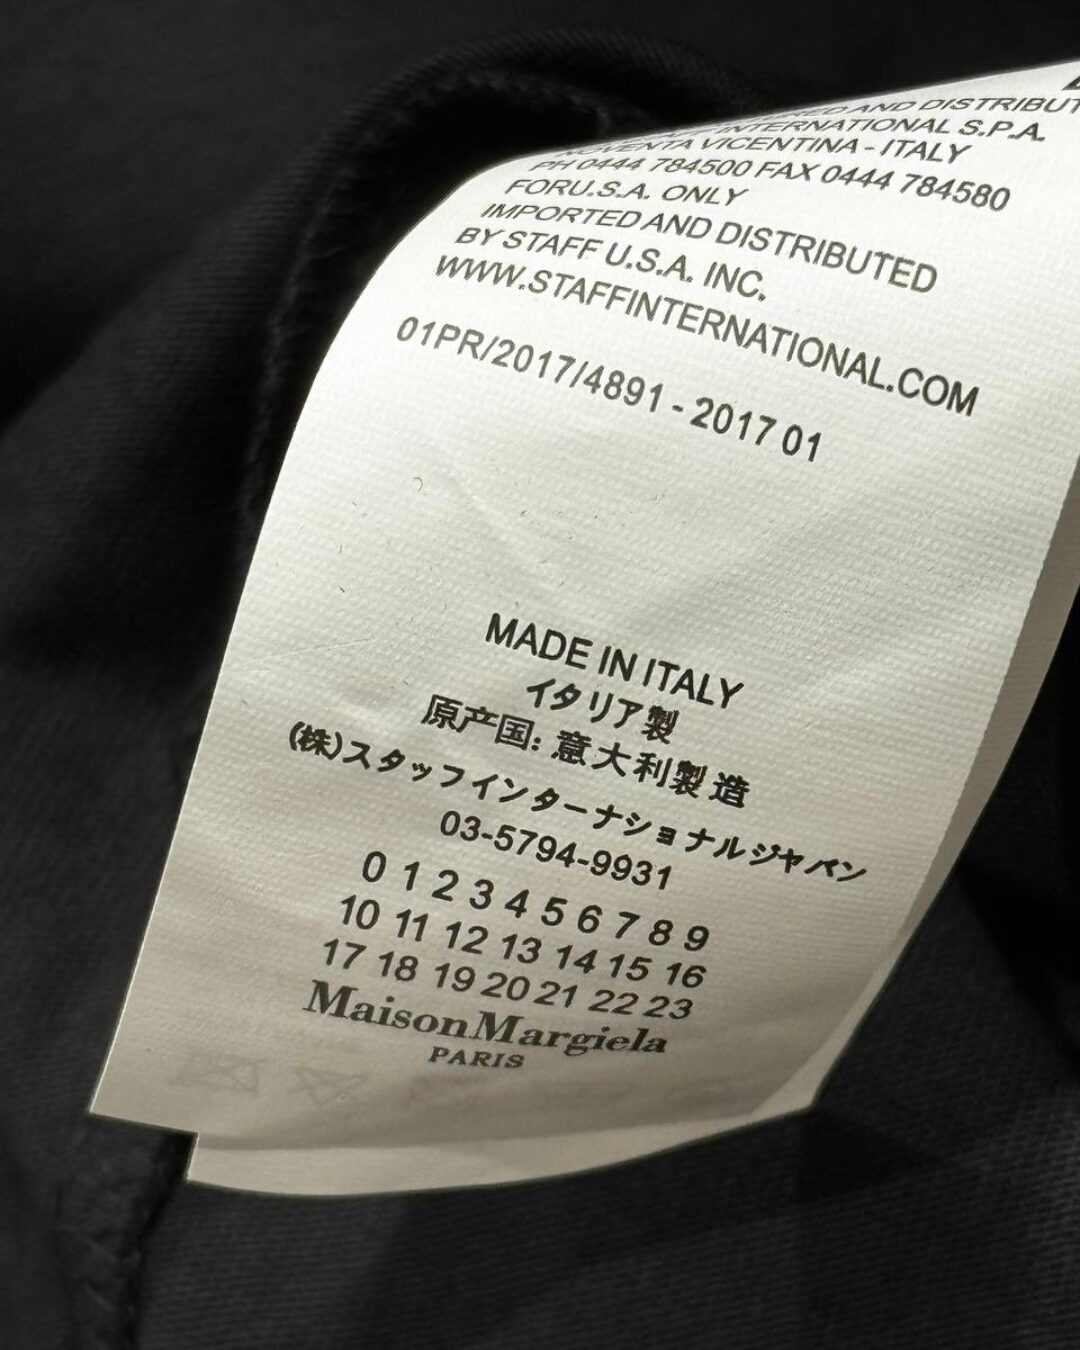 AND DISTRIBUT
INTERNATIONAL S.P.A.
NOVENTA VICENTINA - ITALY
PH 0444 784500 FAX 0444 784580
FORU.S.A. ONLY
IMPORTED AND DISTRIBUTED
BY STAFF U.S.A. INC.
WWW.STAFFINTERNATIONAL.COM
01PR/2017/4891 - 2017 01
MADE IN ITALY
イタリア製
原产国: 意大利製造
(株)スタッフインターナショナルジャパン
03-5794-9931
0 1 2 3 4 5 6 7 8 9
10 11 12 13 14 15 16
17 18 19 20 21 22 23
Maison Margiela
PARIS